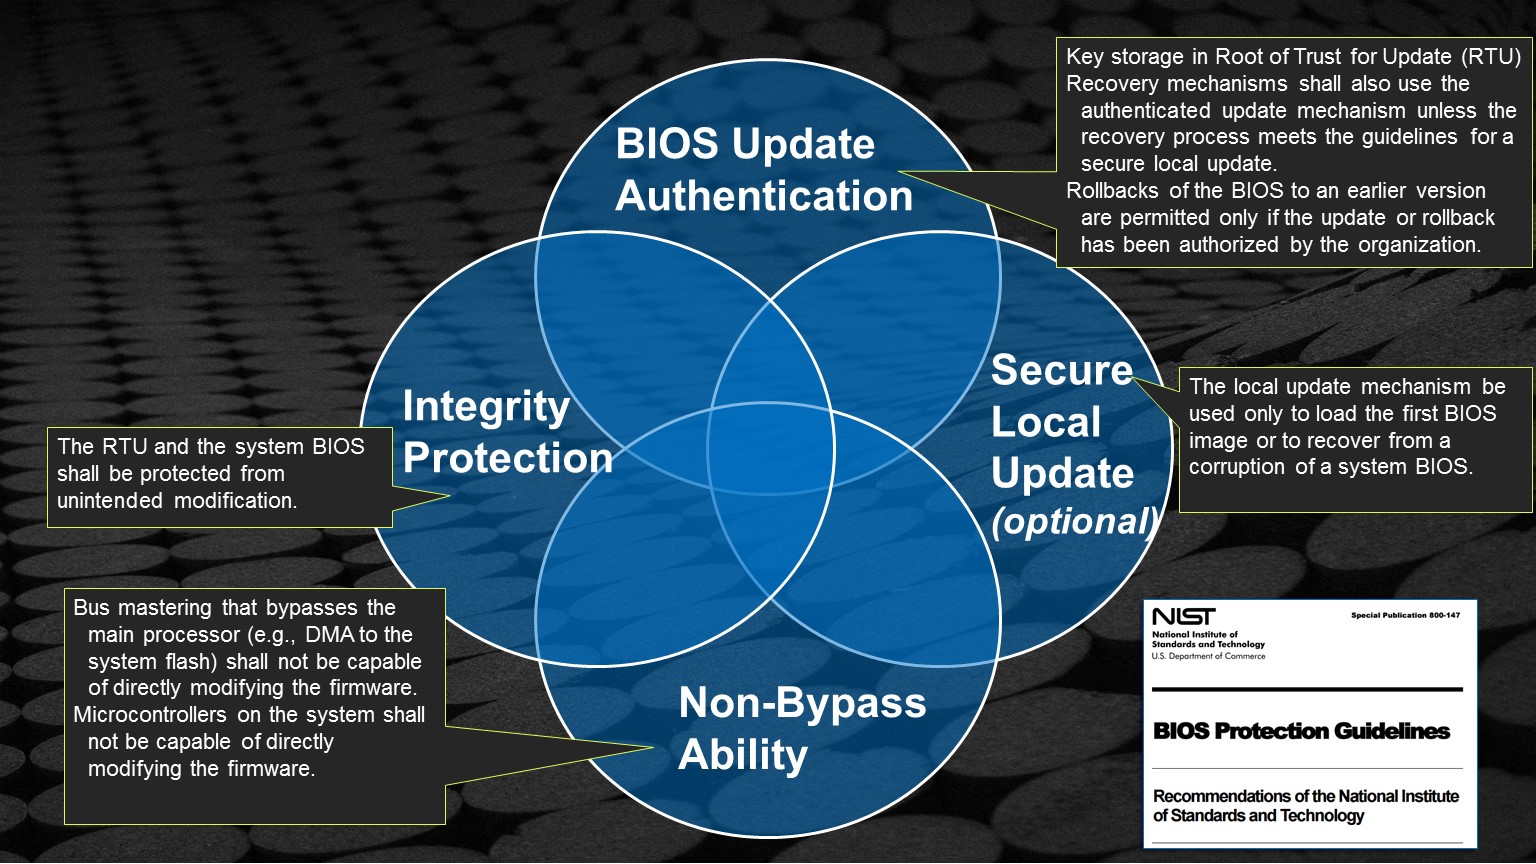 BIOS Update
Authentication
Key storage in Root of Trust for Update (RTU)
Recovery mechanisms shall also use the
authenticated update mechanism unless the
recovery process meets the guidelines for a
secure local update.
Rollbacks of the BIOS to an earlier version
are permitted only if the update or rollback
has been authorized by the organization.
Integrity
Protection
The RTU and the system BIOS
shall be protected from
unintended modification.
Secure
Local
Update
(optional)
The local update mechanism be
used only to load the first BIOS
image or to recover from a
corruption of a system BIOS.
Bus mastering that bypasses the
main processor (e.g., DMA to the
system flash) shall not be capable
of directly modifying the firmware.
Microcontrollers on the system shall
not be capable of directly
modifying the firmware.
Non-Bypass
Ability
NIST
National Institute of
Standards and Technology
U.S. Department of Commerce
Special Publication 800-147
BIOS Protection Guidelines
Recommendations of the National Institute
of Standards and Technology